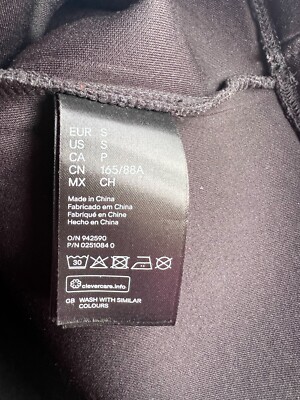 EUR S
US S
CA P
CN 165/88A
MX CH
Made in China
Fabricado em China
Fabriqué en Chine
Hecho en China
O/N 942590
P/N 0251084 0
30
clevercare.info
GB WASH WITH SIMILAR
COLOURS